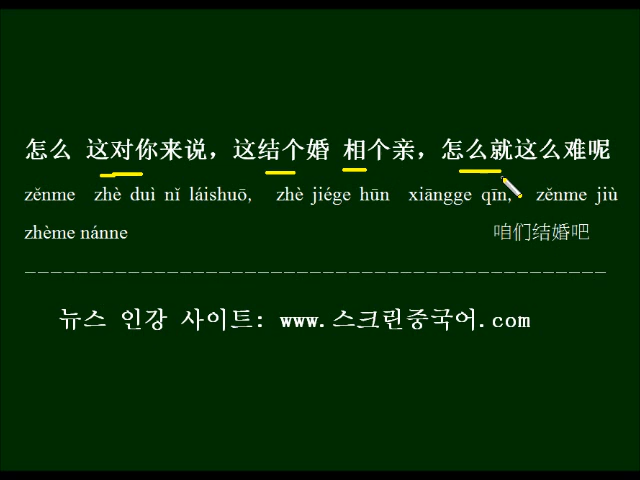 怎么 这对你来说，这结个婚 相个亲，怎么就这么难呢
zěnme zhè duì nǐ láishuō, zhè jiége hūn xiāngge qīn, zěnme jiù
zhème nánne 咱们结婚吧
뉴스 인강 사이트: www.스크린중국어.com